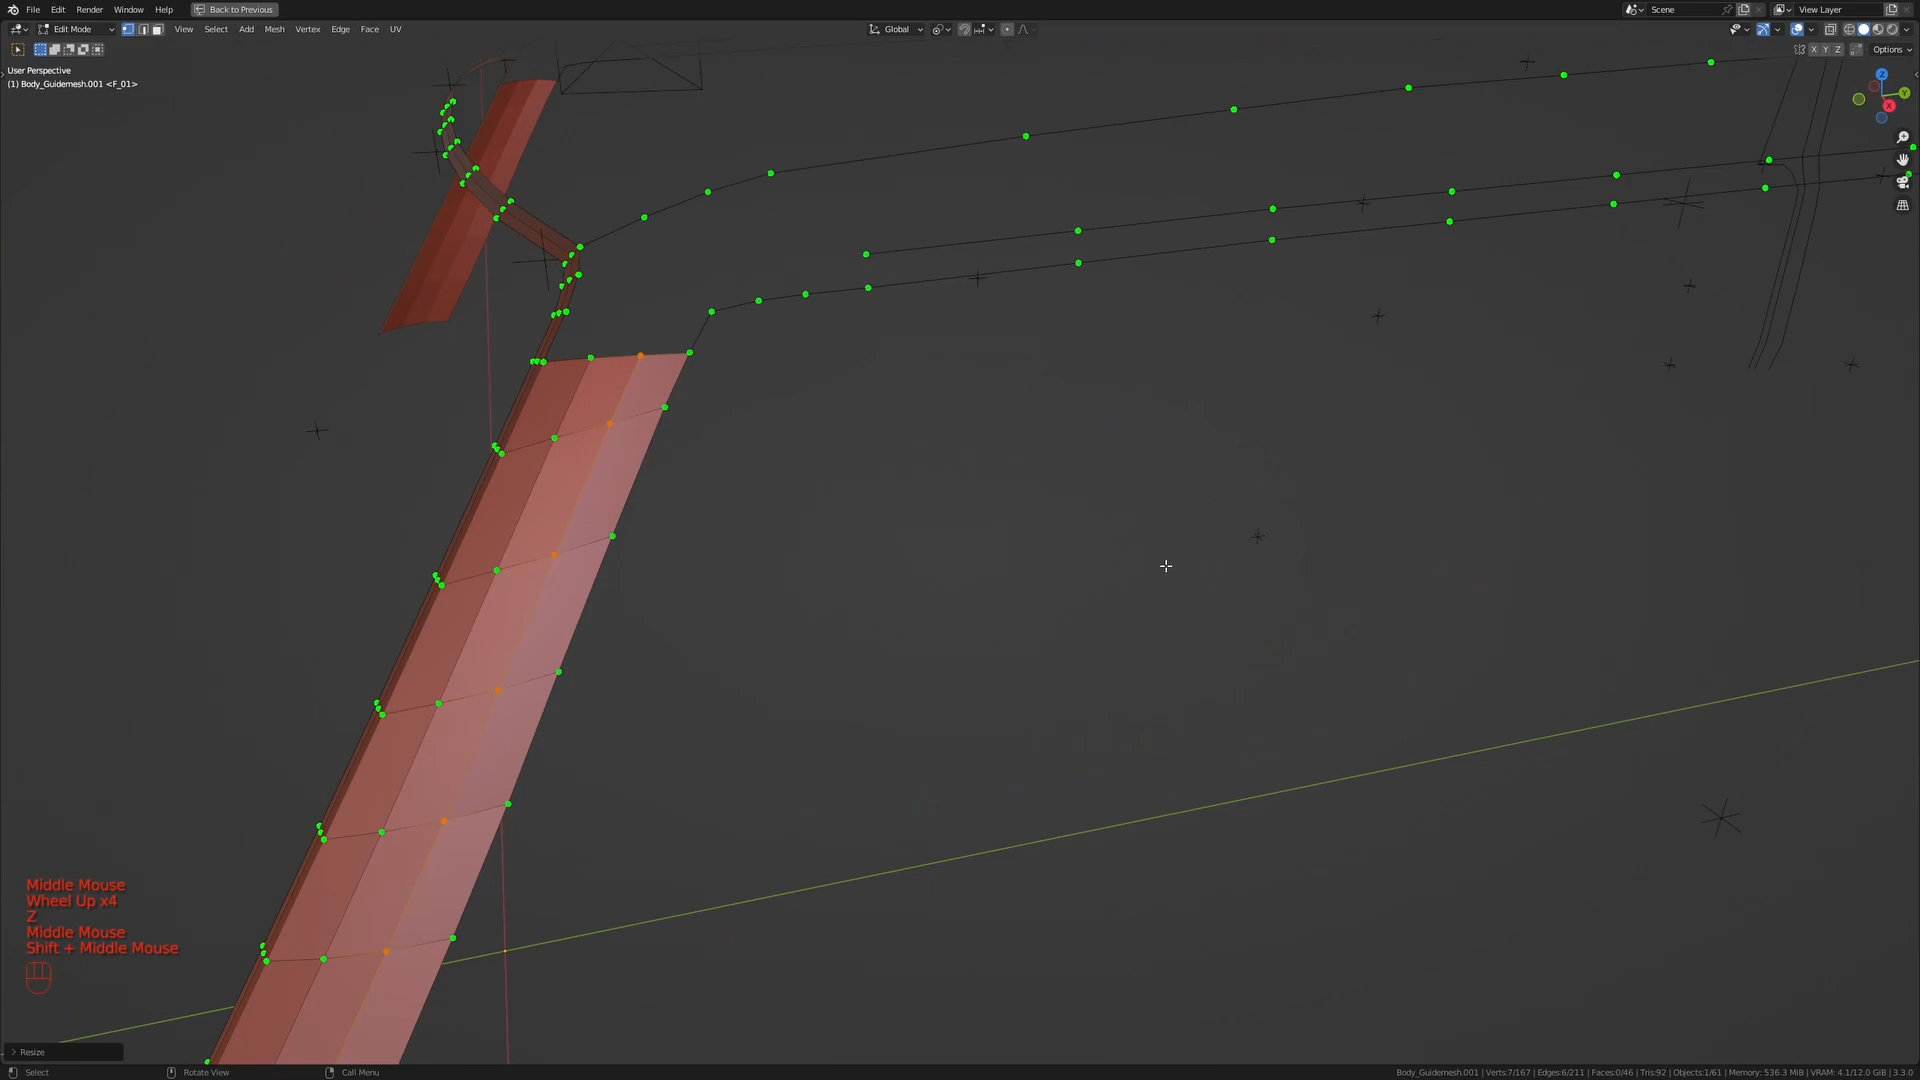 File Edit Render Window Help Back to Previous Scene View Layer
Edit Mode View Select Add Mesh Vertex Edge Face UV Global
X Y Z Options
User Perspective
(1) Body_Guidemesh.001 <F_01>
Z
Y
X
Middle Mouse
Wheel Up x4
Z
Middle Mouse
Shift + Middle Mouse
Resize
Select Rotate View Call Menu Body_Guidemesh.001 | Verts:7/167 | Edges:6/211 | Faces:0/46 | Tris:92 | Objects:1/61 | Memory: 536.3 MiB | VRAM: 4.1/12.0 GiB | 3.3.0